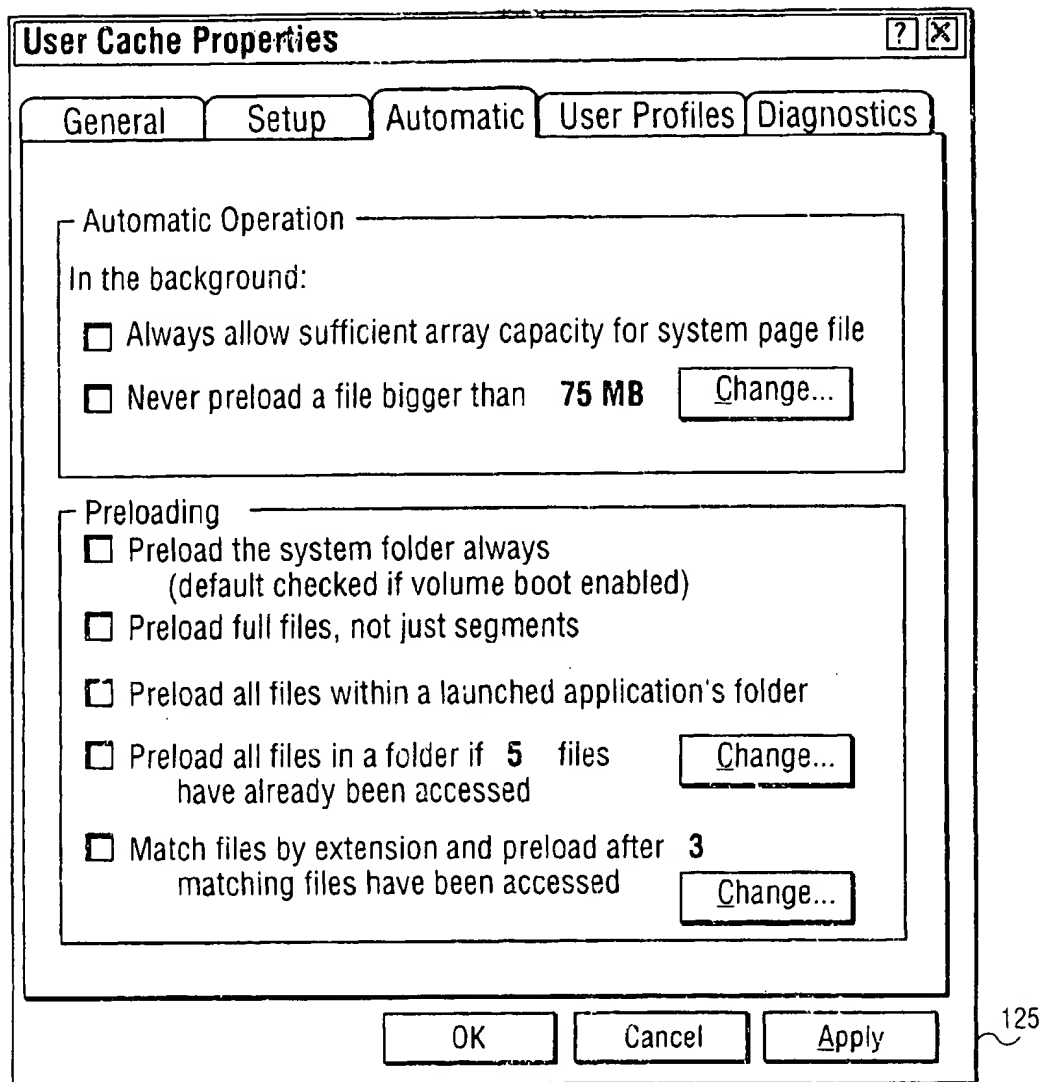 User Cache Properties ? X
General Setup Automatic User Profiles Diagnostics
Automatic Operation
In the background:
Always allow sufficient array capacity for system page file
Never preload a file bigger than 75 MB Change...
Preloading
Preload the system folder always
(default checked if volume boot enabled)
Preload full files, not just segments
Preload all files within a launched application's folder
Preload all files in a folder if 5 files Change...
have already been accessed
Match files by extension and preload after 3
matching files have been accessed Change...
OK Cancel Apply 125